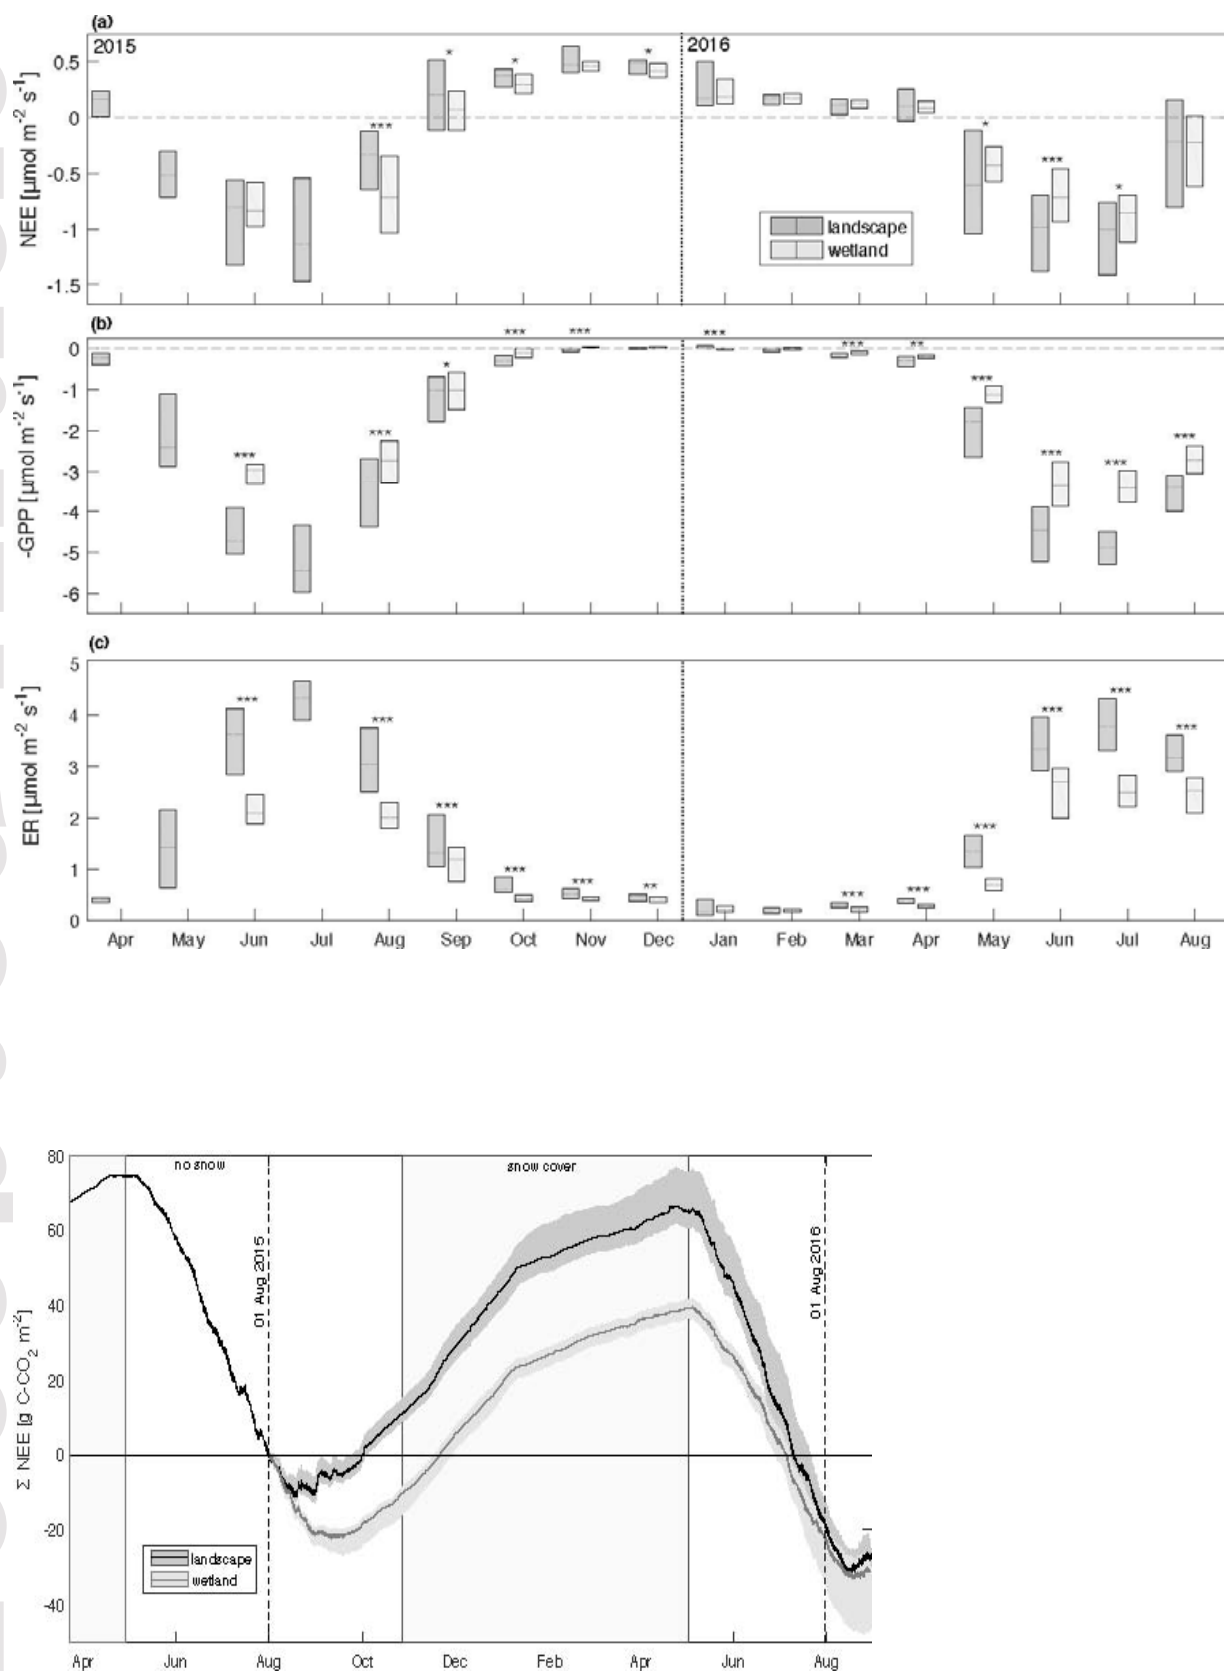 (a)
2015
2016
NEE [µmol m-2 s-1]
0.5
0
-0.5
-1
-1.5
* * * *** * *** *
landscape
wetland
(b)
-GPP [µmol m-2 s-1]
0
-1
-2
-3
-4
-5
-6
*** *** * *** *** *** *** ** *** *** *** ***
(c)
ER [µmol m-2 s-1]
5
4
3
2
1
0
*** *** *** *** *** ** *** *** *** *** *** ***
Apr May Jun Jul Aug Sep Oct Nov Dec Jan Feb Mar Apr May Jun Jul Aug
Σ NEE [g C-CO2 m-2]
80
60
40
20
0
-20
-40
no snow
snow cover
01 Aug 2015
01 Aug 2016
landscape
wetland
Apr Jun Aug Oct Dec Feb Apr Jun Aug